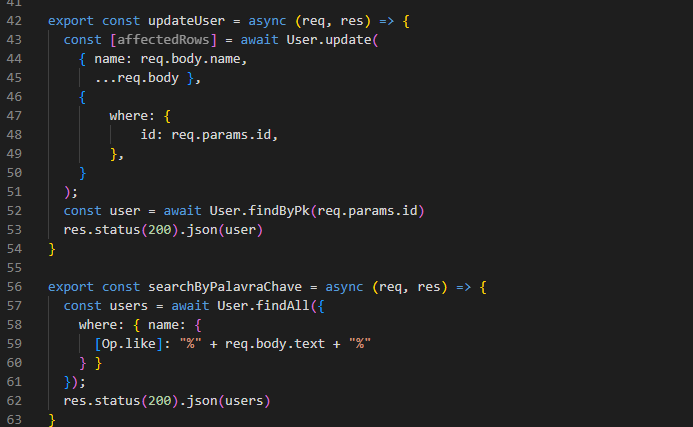 41
42 export const updateUser = async (req, res) => {
43   const [affectedRows] = await User.update(
44     { name: req.body.name,
45       ...req.body },
46     {
47         where: {
48             id: req.params.id,
49         },
50     }
51   );
52   const user = await User.findByPk(req.params.id)
53   res.status(200).json(user)
54 }
55
56 export const searchByPalavraChave = async (req, res) => {
57   const users = await User.findAll({
58     where: { name: {
59       [Op.like]: "%" + req.body.text + "%"
60     } }
61   });
62   res.status(200).json(users)
63 }